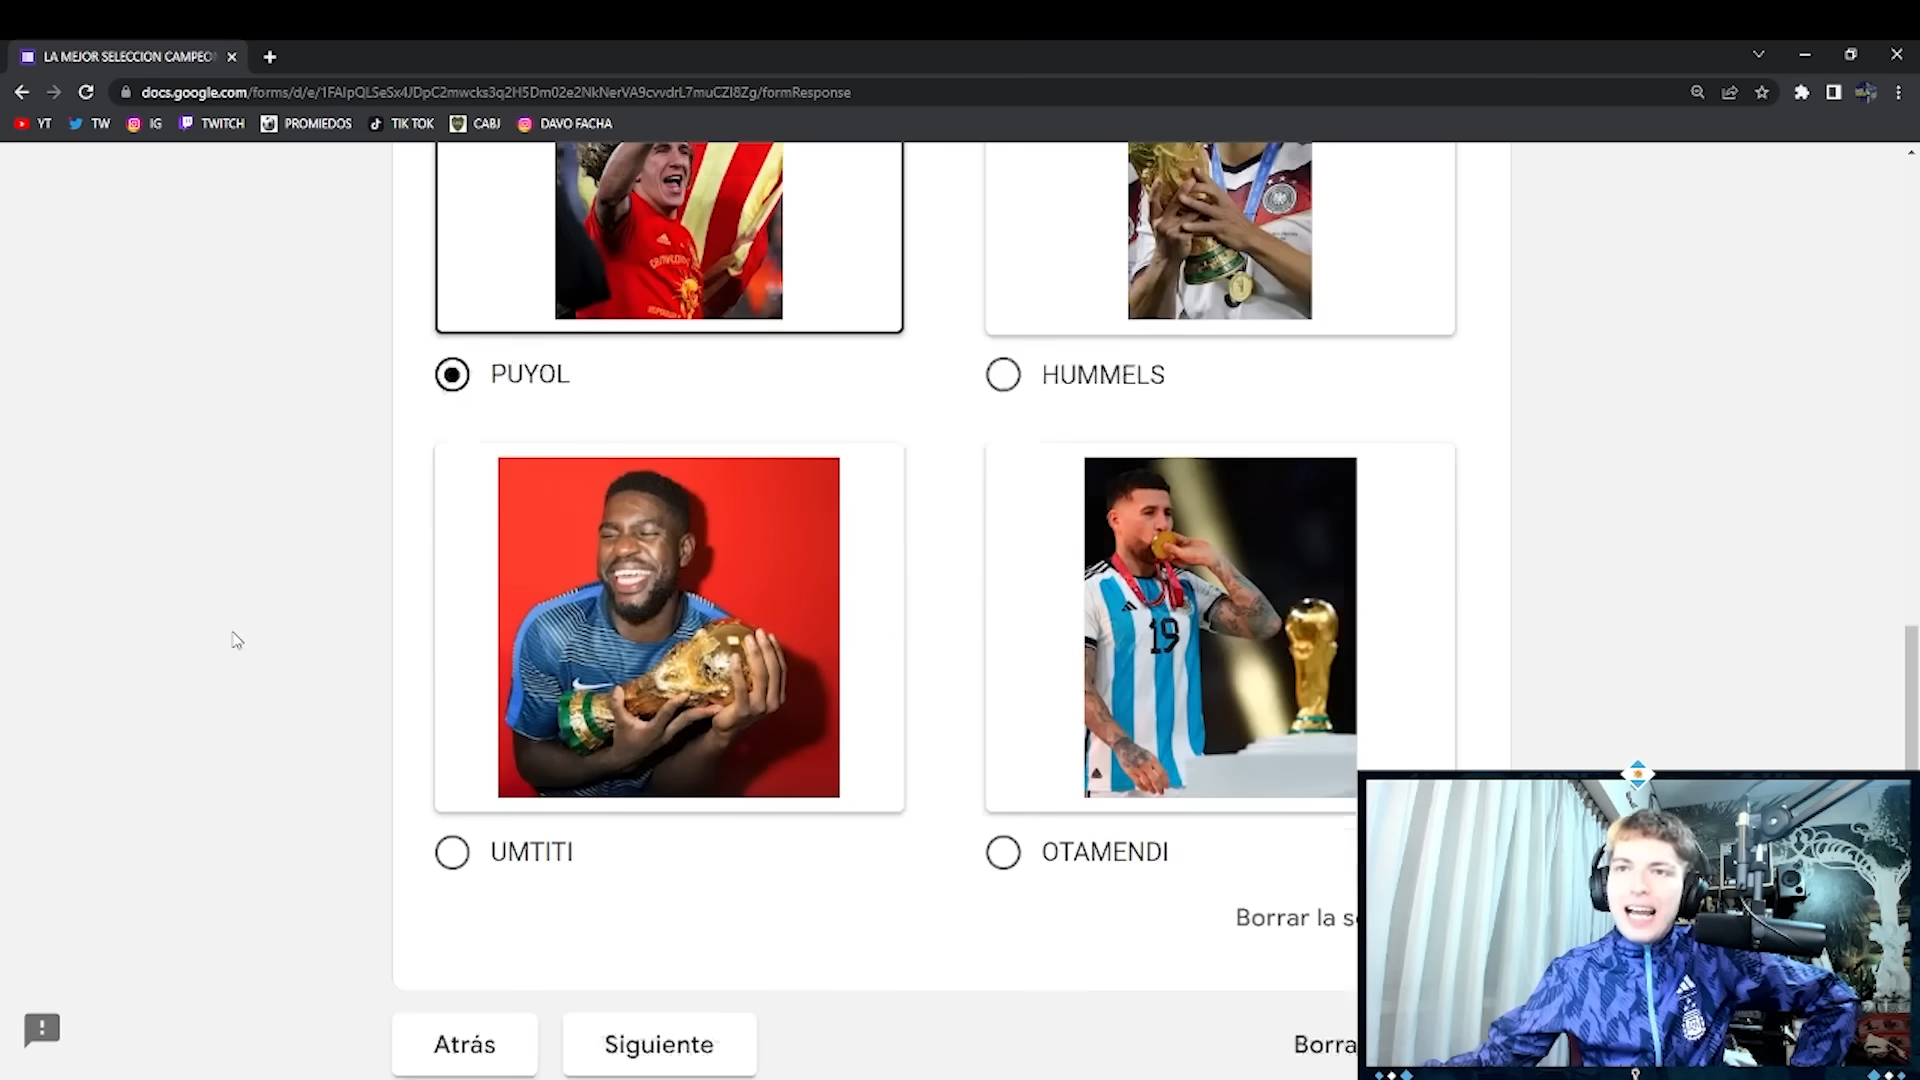 LA MEJOR SELECCION CAMPEO
docs.google.com/forms/d/e/1FAIpQLSeSx4JDpC2mwcks3q2H5Dm02e2NkNerVA9cvvdrL7muCZI8Zg/formResponse
YT TW IG TWITCH PROMIEDOS TIK TOK CABJ DAVO FACHA
PUYOL
HUMMELS
19
UMTITI
OTAMENDI
Borrar la s
Atrás
Siguiente
Borra